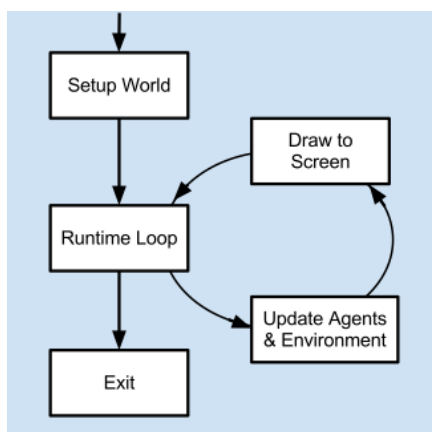 Setup World
Draw to
Screen
Runtime Loop
Update Agents
& Environment
Exit